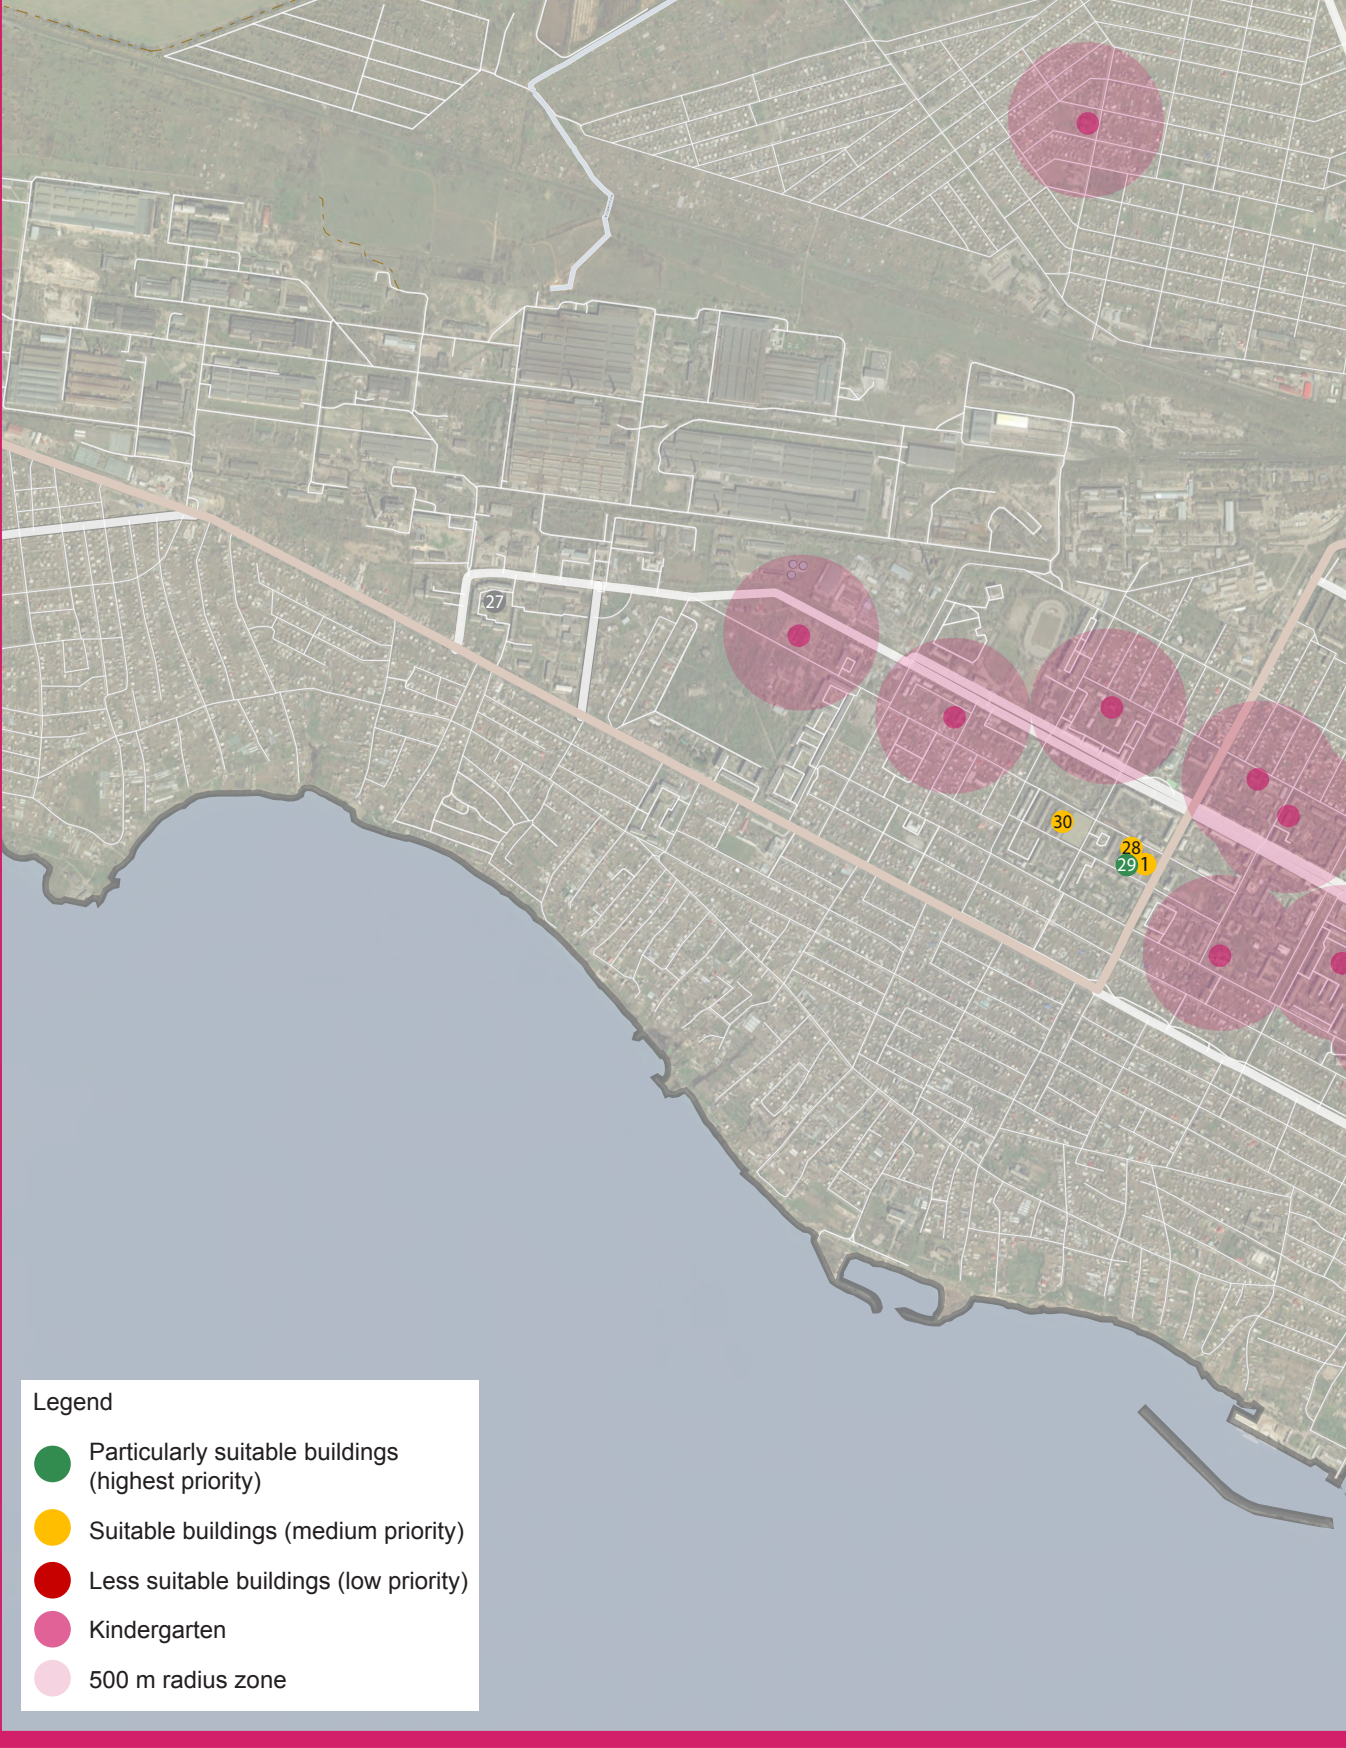 27
30
28
29
1
Legend
Particularly suitable buildings
(highest priority)
Suitable buildings (medium priority)
Less suitable buildings (low priority)
Kindergarten
500 m radius zone